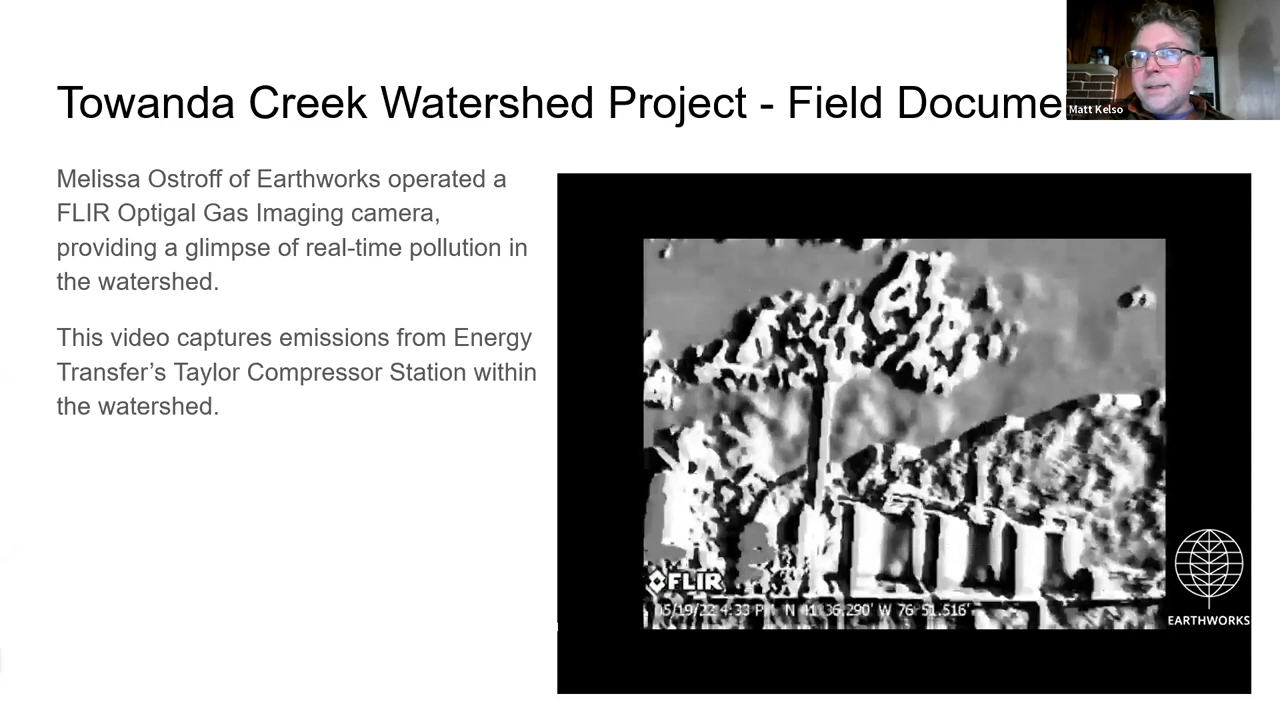 Towanda Creek Watershed Project - Field Docume
Matt Kelso
Melissa Ostroff of Earthworks operated a
FLIR Optigal Gas Imaging camera,
providing a glimpse of real-time pollution in
the watershed.
This video captures emissions from Energy
Transfer’s Taylor Compressor Station within
the watershed.
FLIR
05/19/22 4:33 PM N 41°36.290' W 76°51.516'
EARTHWORKS